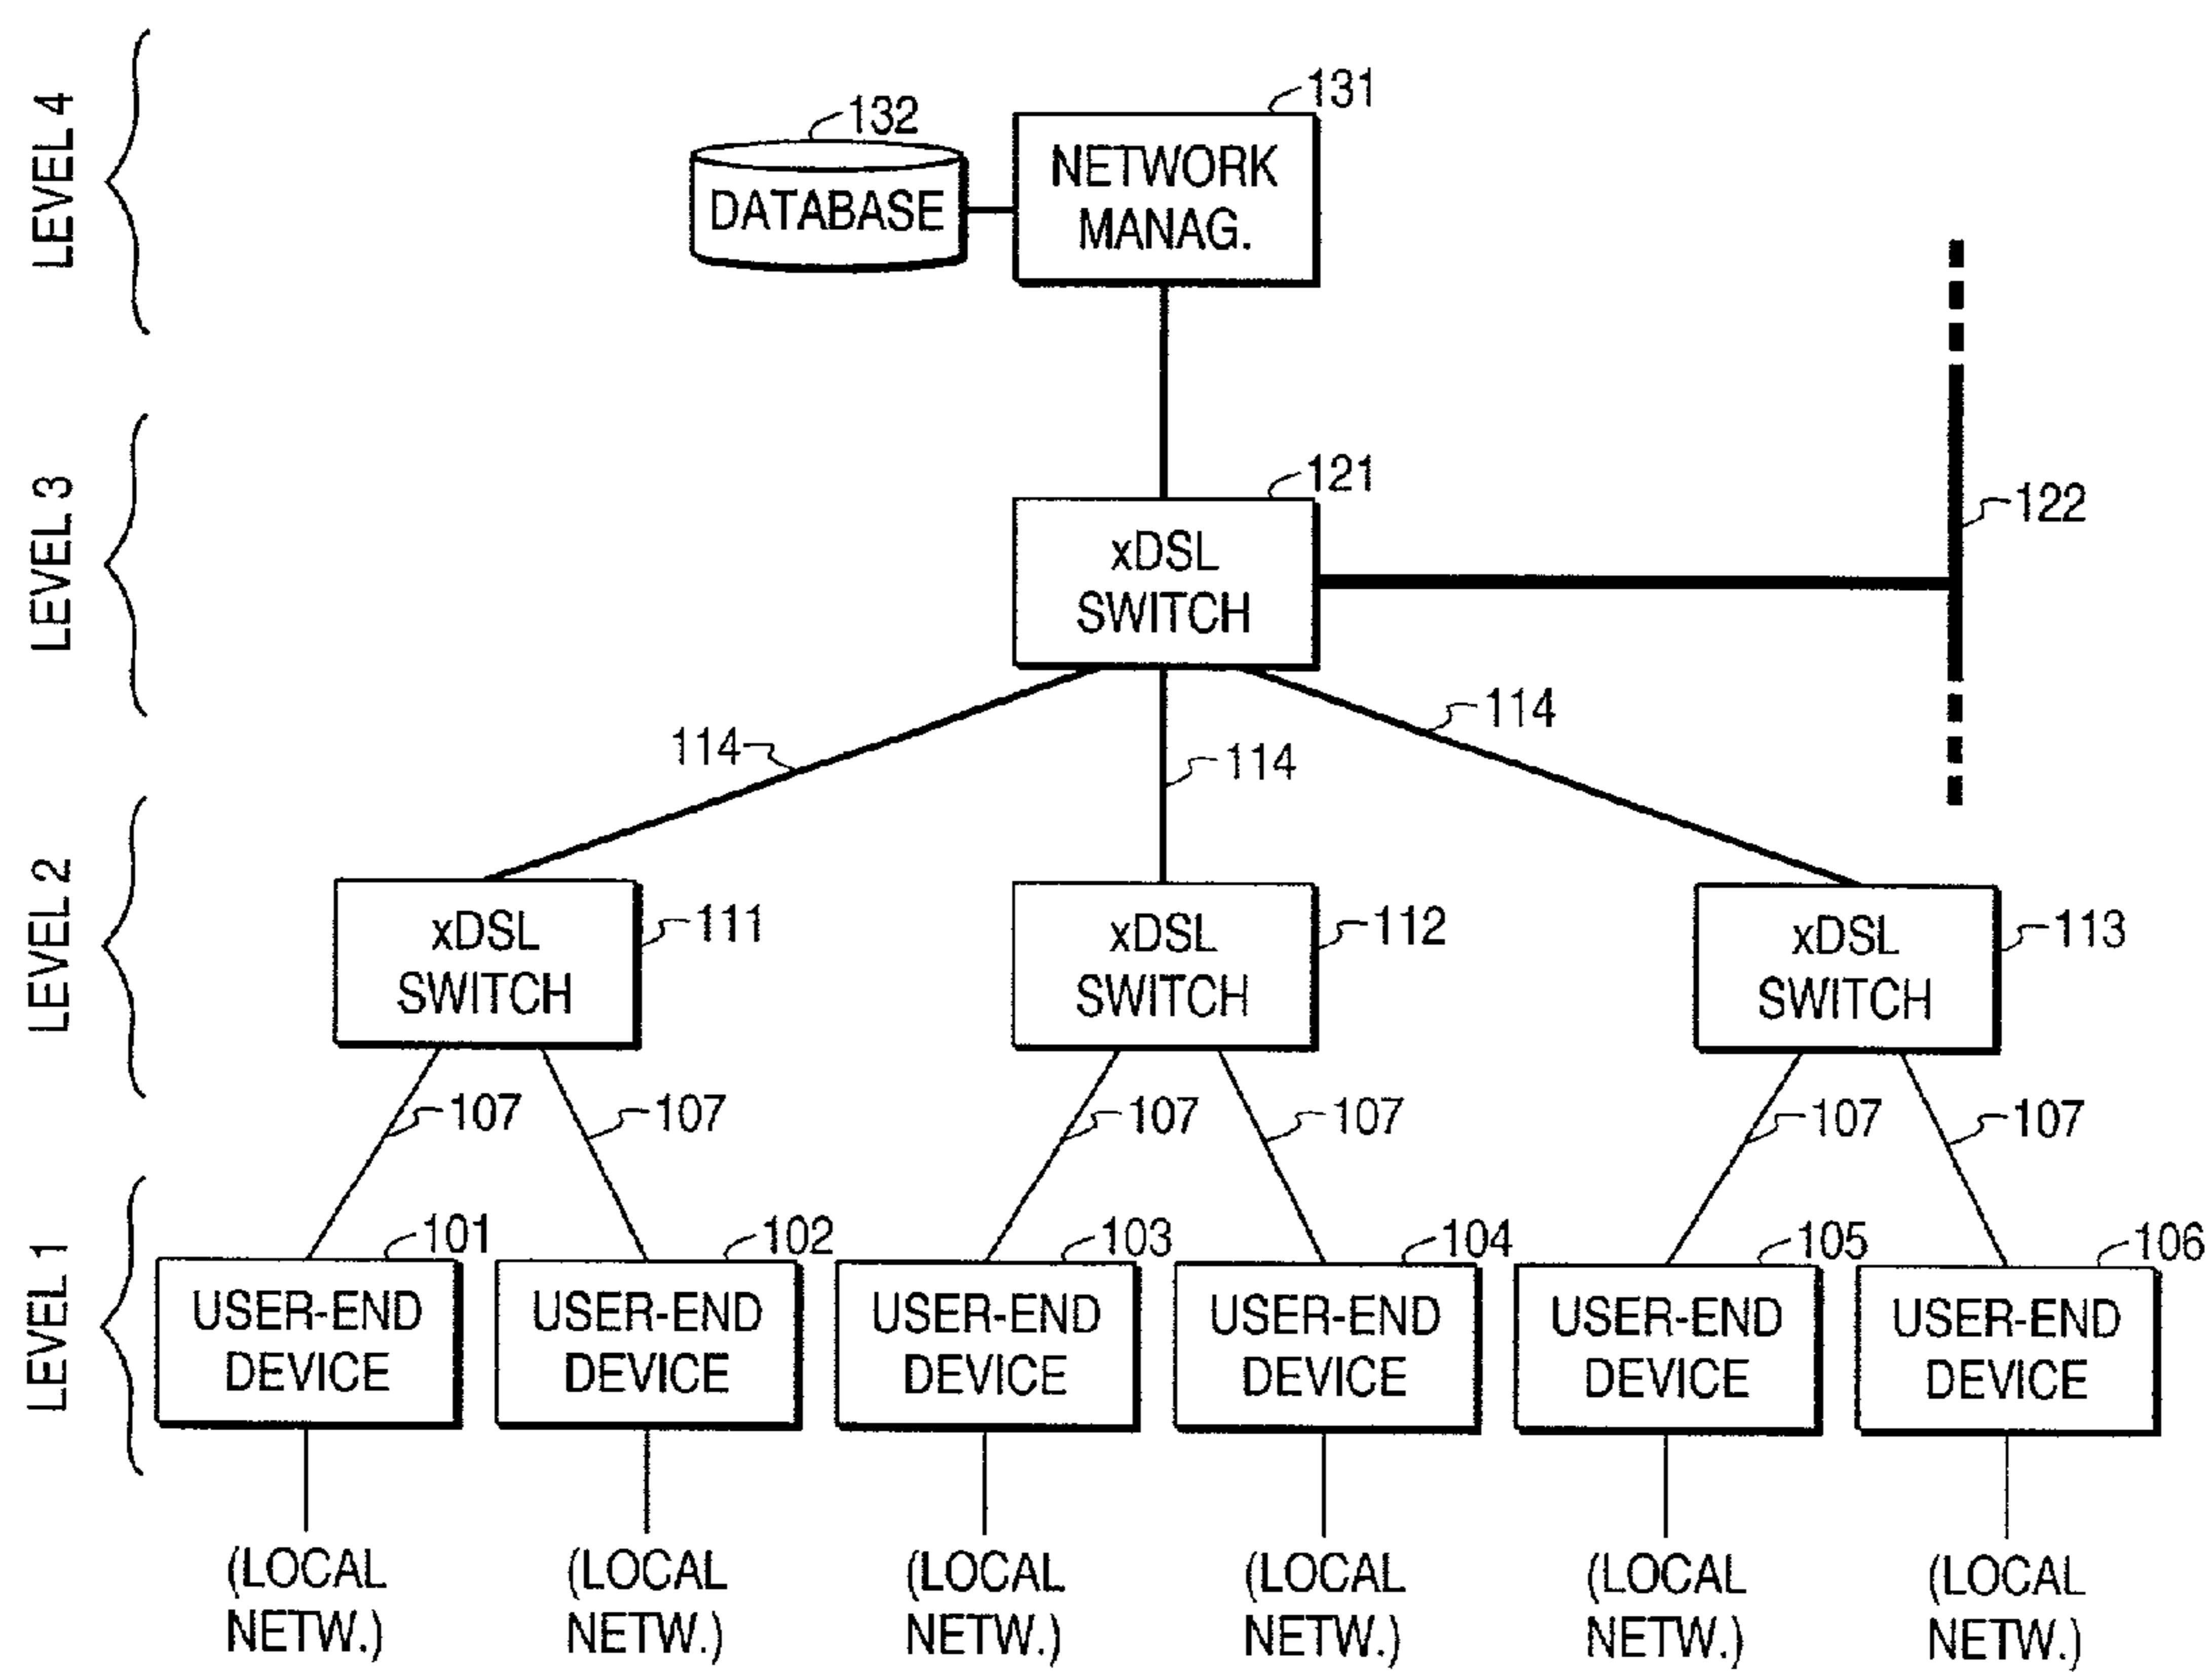 LEVEL 4
131
132
DATABASE
NETWORK
MANAG.
LEVEL 3
121
xDSL
SWITCH
122
114
114
114
LEVEL 2
xDSL
SWITCH
111
xDSL
SWITCH
112
xDSL
SWITCH
113
107
107
107
107
107
107
LEVEL 1
101
102
103
104
105
106
USER-END
DEVICE
USER-END
DEVICE
USER-END
DEVICE
USER-END
DEVICE
USER-END
DEVICE
USER-END
DEVICE
(LOCAL
NETW.)
(LOCAL
NETW.)
(LOCAL
NETW.)
(LOCAL
NETW.)
(LOCAL
NETW.)
(LOCAL
NETW.)